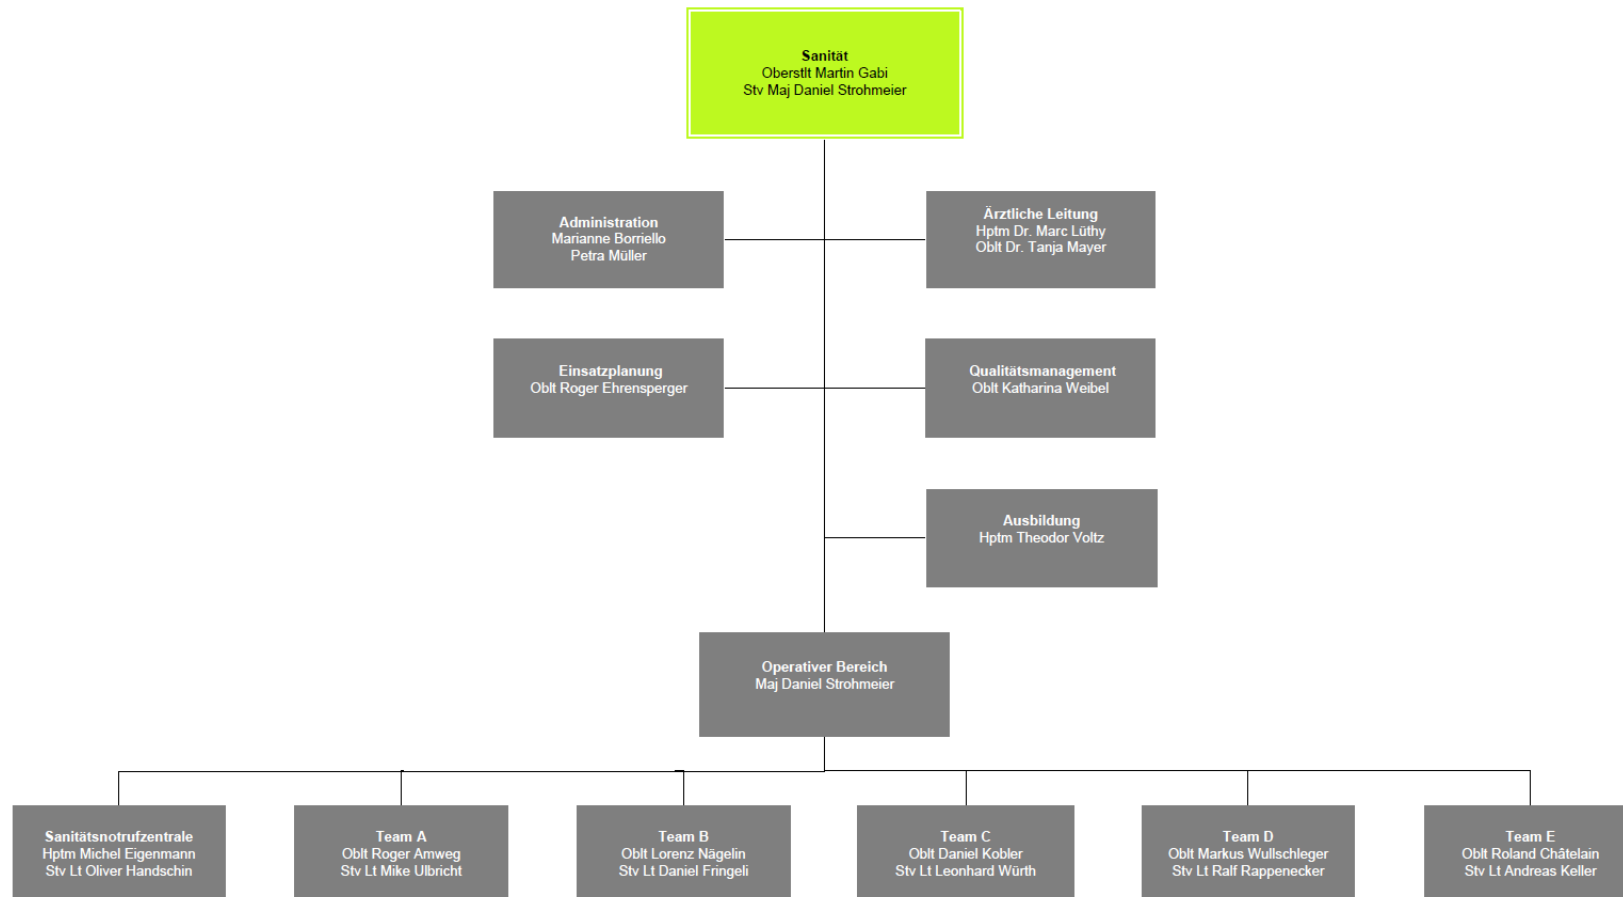 Sanität
Oberstlt Martin Gabi
Stv Maj Daniel Strohmeier
Administration
Marianne Borriello
Petra Müller
Ärztliche Leitung
Hptm Dr. Marc Lüthy
Oblt Dr. Tanja Mayer
Einsatzplanung
Oblt Roger Ehrensperger
Qualitätsmanagement
Oblt Katharina Weibel
Ausbildung
Hptm Theodor Voltz
Operativer Bereich
Maj Daniel Strohmeier
Sanitätsnotrufzentrale
Hptm Michel Eigenmann
Stv Lt Oliver Handschin
Team A
Oblt Roger Amweg
Stv Lt Mike Ulbricht
Team B
Oblt Lorenz Nägelin
Stv Lt Daniel Fringeli
Team C
Oblt Daniel Kobler
Stv Lt Leonhard Würth
Team D
Oblt Markus Wullschleger
Stv Lt Ralf Rappenecker
Team E
Oblt Roland Châtelain
Stv Lt Andreas Keller